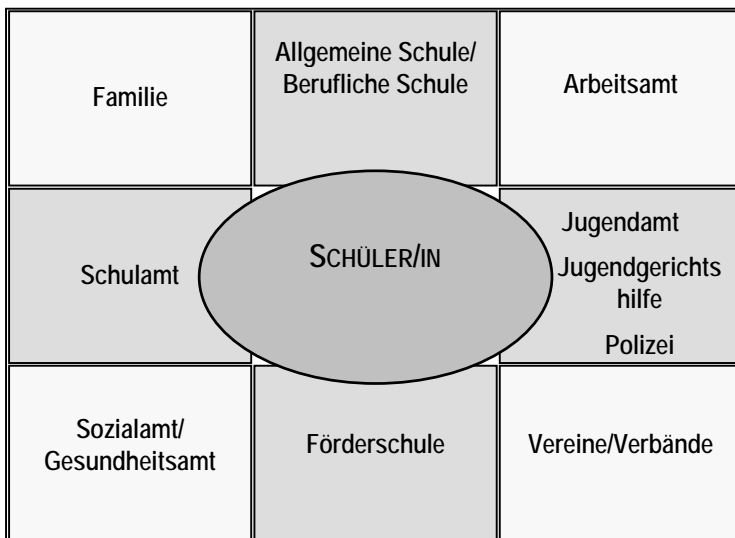 Familie
Allgemeine Schule/
Berufliche Schule
Arbeitsamt
Schulamt
SCHÜLER/IN
Jugendamt
Jugendgerichts
hilfe
Polizei
Sozialamt/
Gesundheitsamt
Förderschule
Vereine/Verbände